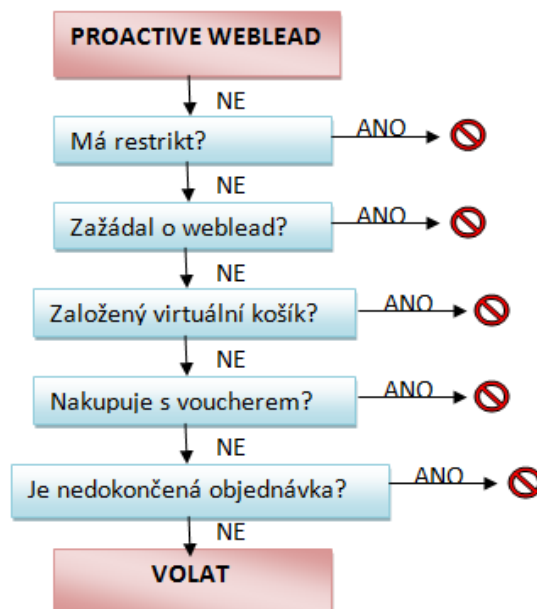 PROACTIVE WEBLEAD
NE
Má restrikt?
ANO
NE
Zažádal o weblead?
ANO
NE
Založený virtuální košík?
ANO
NE
Nakupuje s voucherem?
ANO
NE
Je nedokončená objednávka?
ANO
NE
VOLAT